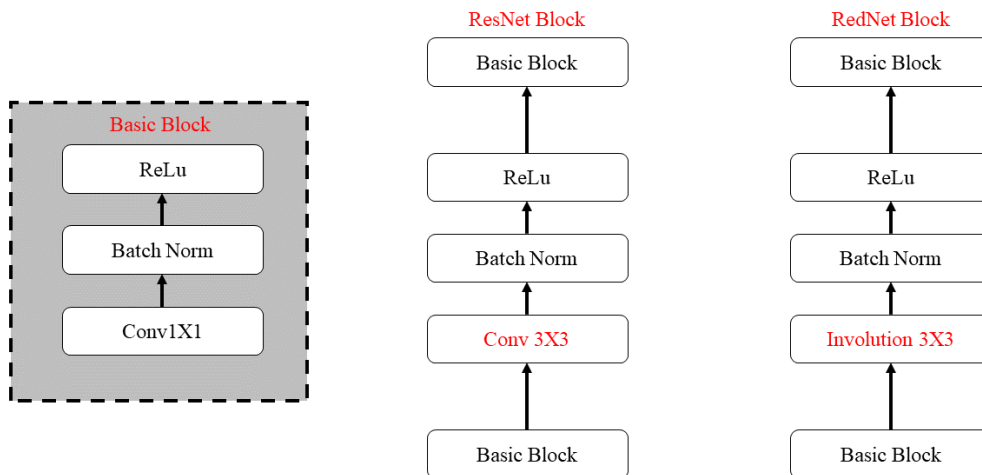 Basic Block
ReLu
Batch Norm
Conv1X1
ResNet Block
Basic Block
ReLu
Batch Norm
Conv 3X3
Basic Block
RedNet Block
Basic Block
ReLu
Batch Norm
Involution 3X3
Basic Block